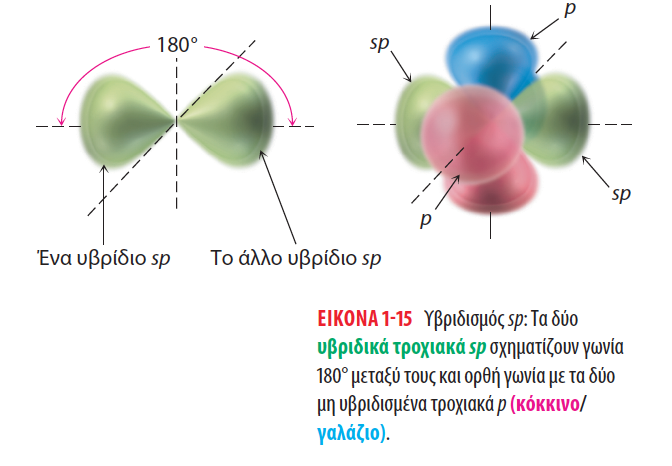 180°
Ένα υβρίδιο sp
Το άλλο υβρίδιο sp
p
sp
sp
p
ΕΙΚΟΝΑ 1-15 Υβριδισμός sp: Τα δύο
υβριδικά τροχιακά sp σχηματίζουν γωνία
180° μεταξύ τους και ορθή γωνία με τα δύο
μη υβριδισμένα τροχιακά p (κόκκινο/
γαλάζιο).